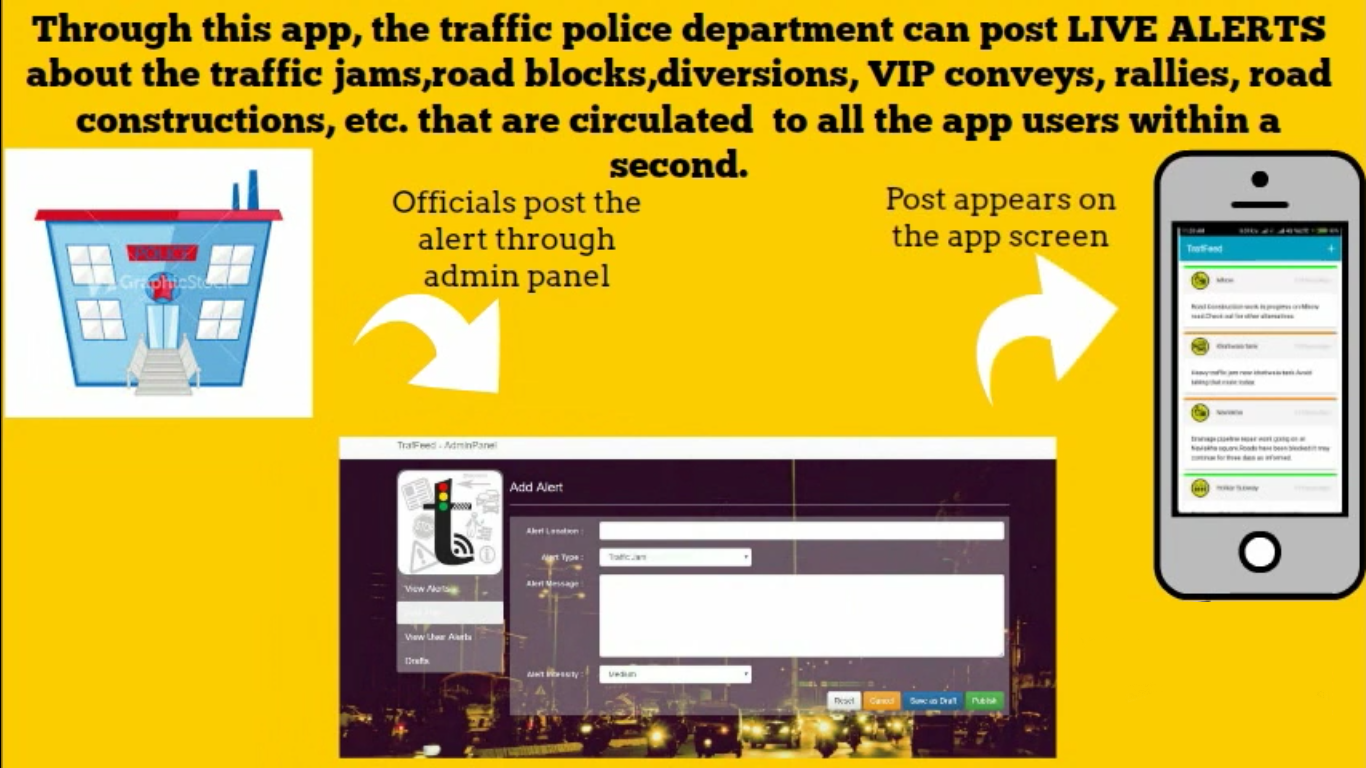 Through this app, the traffic police department can post LIVE ALERTS
about the traffic jams,road blocks,diversions, VIP conveys, rallies, road
constructions, etc. that are circulated to all the app users within a
second.
Officials post the
alert through
admin panel
Post appears on
the app screen
POLICE
GraphicStock
TrafFeed - AdminPanel
Add Alert
Alert Location :
Alert Type :
Traffic Jam
Alert Message :
Alert Intensity :
Medium
Reset
Cancel
Save as Draft
Publish
View Alerts
View User Alerts
Drafts
TrafFeed
+
Mhow
Road Construction work in progress on Mhow
road.Check out for other alternatives.
Khatiwala tank
Heavy traffic jam near khatiwala tank.Avoid
taking that route today.
Navlakha
Drainage pipeline repair work going on at
Navlakha square.Roads have been blocked it may
continue for three days as informed.
Holkar Subway